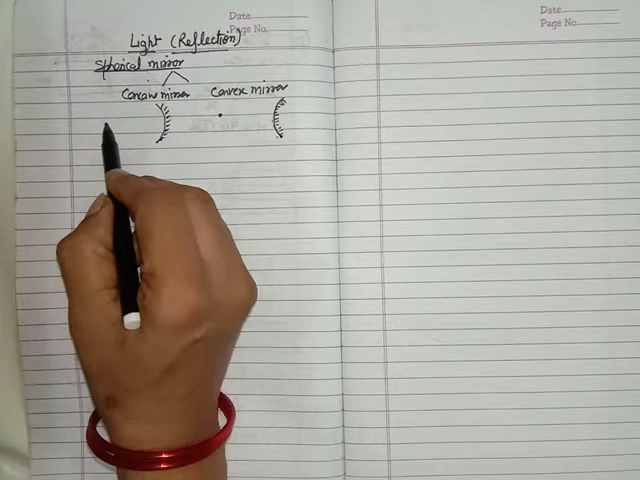 Date
Page No.
Light (Reflection)
Spherical mirror
Concave mirror Convex mirror
Date
Page No.